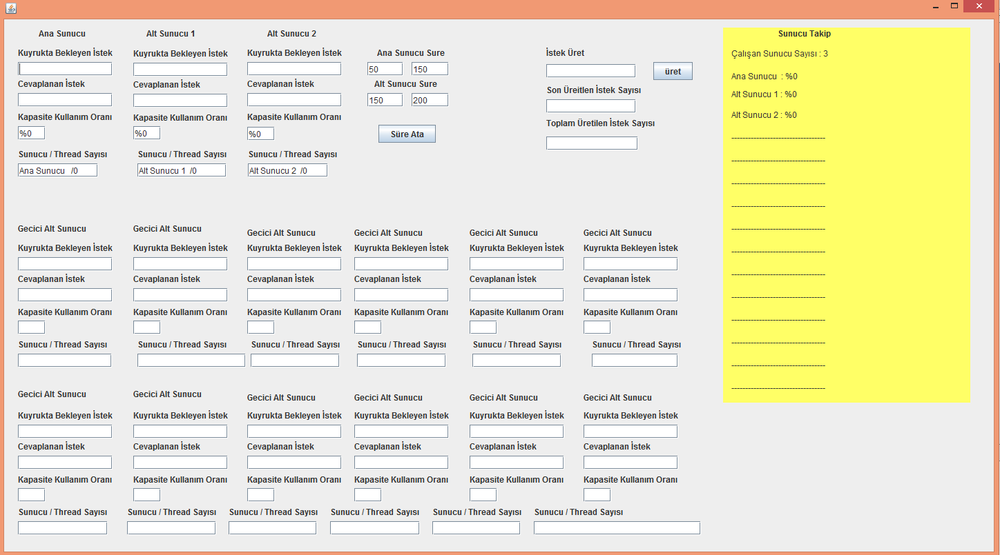 Ana Sunucu Alt Sunucu 1 Alt Sunucu 2 Sunucu Takip
Kuyrukta Bekleyen İstek Kuyrukta Bekleyen İstek Kuyrukta Bekleyen İstek Ana Sunucu Sure İstek Üret Çalışan Sunucu Sayısı : 3
50 150 üret
Ana Sunucu : %0
Cevaplanan İstek Cevaplanan İstek Cevaplanan İstek Alt Sunucu Sure Son Üreitlen İstek Sayısı Alt Sunucu 1 : %0
150 200
Kapasite Kullanım Oranı Kapasite Kullanım Oranı Kapasite Kullanım Oranı Toplam Üretilen İstek Sayısı Alt Sunucu 2 : %0
%0 %0 %0 Süre Ata
----------------------------------
Sunucu / Thread Sayısı Sunucu / Thread Sayısı Sunucu / Thread Sayısı
----------------------------------
Ana Sunucu /0 Alt Sunucu 1 /0 Alt Sunucu 2 /0
----------------------------------
----------------------------------
Gecici Alt Sunucu Gecici Alt Sunucu Gecici Alt Sunucu Gecici Alt Sunucu Gecici Alt Sunucu Gecici Alt Sunucu
----------------------------------
Kuyrukta Bekleyen İstek Kuyrukta Bekleyen İstek Kuyrukta Bekleyen İstek Kuyrukta Bekleyen İstek Kuyrukta Bekleyen İstek Kuyrukta Bekleyen İstek
----------------------------------
Cevaplanan İstek Cevaplanan İstek Cevaplanan İstek Cevaplanan İstek Cevaplanan İstek Cevaplanan İstek
----------------------------------
----------------------------------
Kapasite Kullanım Oranı Kapasite Kullanım Oranı Kapasite Kullanım Oranı Kapasite Kullanım Oranı Kapasite Kullanım Oranı Kapasite Kullanım Oranı
----------------------------------
Sunucu / Thread Sayısı Sunucu / Thread Sayısı Sunucu / Thread Sayısı Sunucu / Thread Sayısı Sunucu / Thread Sayısı Sunucu / Thread Sayısı
----------------------------------
----------------------------------
----------------------------------
Gecici Alt Sunucu Gecici Alt Sunucu Gecici Alt Sunucu Gecici Alt Sunucu Gecici Alt Sunucu Gecici Alt Sunucu
Kuyrukta Bekleyen İstek Kuyrukta Bekleyen İstek Kuyrukta Bekleyen İstek Kuyrukta Bekleyen İstek Kuyrukta Bekleyen İstek Kuyrukta Bekleyen İstek
Cevaplanan İstek Cevaplanan İstek Cevaplanan İstek Cevaplanan İstek Cevaplanan İstek Cevaplanan İstek
Kapasite Kullanım Oranı Kapasite Kullanım Oranı Kapasite Kullanım Oranı Kapasite Kullanım Oranı Kapasite Kullanım Oranı Kapasite Kullanım Oranı
Sunucu / Thread Sayısı Sunucu / Thread Sayısı Sunucu / Thread Sayısı Sunucu / Thread Sayısı Sunucu / Thread Sayısı Sunucu / Thread Sayısı